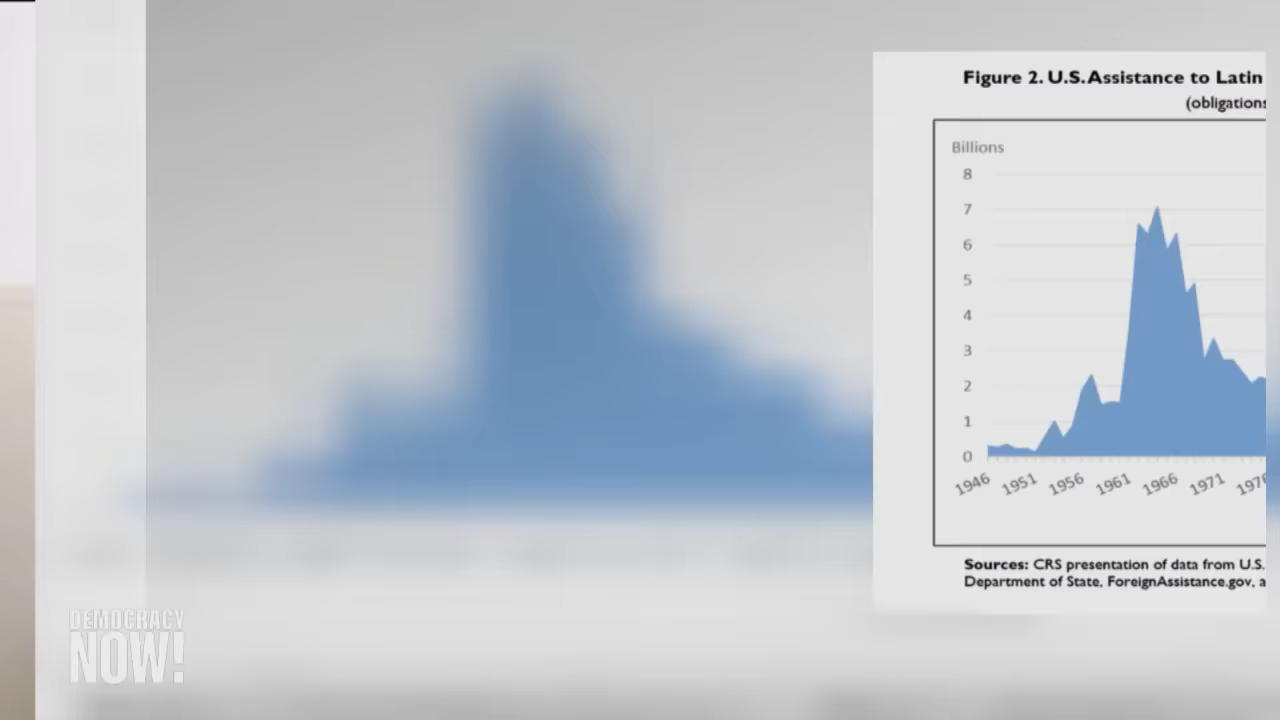 Figure 2. U.S. Assistance to Latin
(obligations
Billions
8
7
6
5
4
3
2
1
0
1946 1951 1956 1961 1966 1971 1976
Sources: CRS presentation of data from U.S.
Department of State, ForeignAssistance.gov, a
DEMOCRACY
NOW!